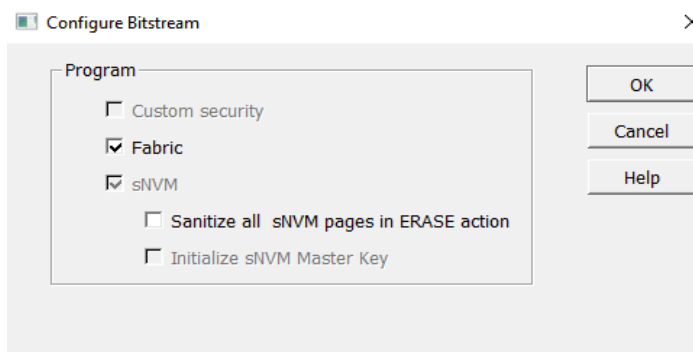 Configure Bitstream
Program
Custom security
Fabric
sNVM
Sanitize all  sNVM pages in ERASE action
Initialize sNVM Master Key
OK
Cancel
Help